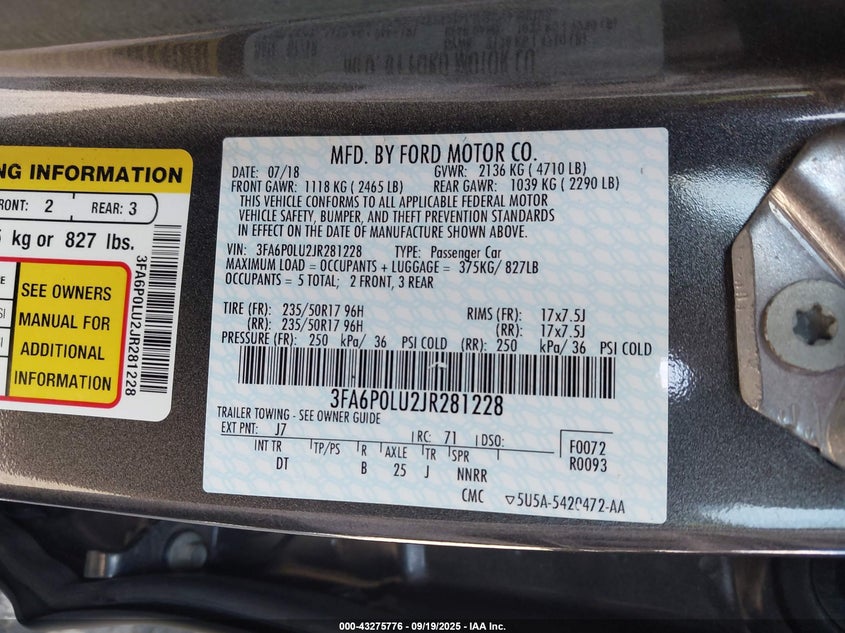 MFD. BY FORD MOTOR CO.
DATE: 07/18 GVWR: 2136 KG ( 4710 LB)
FRONT GAWR: 1118 KG ( 2465 LB) REAR GAWR: 1039 KG ( 2290 LB)
THIS VEHICLE CONFORMS TO ALL APPLICABLE FEDERAL MOTOR
VEHICLE SAFETY, BUMPER, AND THEFT PREVENTION STANDARDS
IN EFFECT ON THE DATE OF MANUFACTURE SHOWN ABOVE.
VIN: 3FA6P0LU2JR281228 TYPE: Passenger Car
MAXIMUM LOAD = OCCUPANTS + LUGGAGE = 375KG/ 827LB
OCCUPANTS = 5 TOTAL; 2 FRONT, 3 REAR
TIRE (FR): 235/50R17 96H RIMS (FR): 17x7.5J
(RR): 235/50R17 96H (RR): 17x7.5J
PRESSURE (FR): 250 kPa/ 36 PSI COLD (RR): 250 kPa/ 36 PSI COLD
3FA6P0LU2JR281228
TRAILER TOWING - SEE OWNER GUIDE
EXT PNT: J7 RC: 71 DSO: F0072
R0093
INT TR TP/PS R AXLE TR SPR
DT B 25 J NNRR
CMC ▽5U5A-5420472-AA
NG INFORMATION
RONT: 2 REAR: 3
kg or 827 lbs.
SEE OWNERS
MANUAL FOR
ADDITIONAL
INFORMATION
3FA6P0LU2JR281228
000-43275776 - 09/19/2025 - IAA Inc.